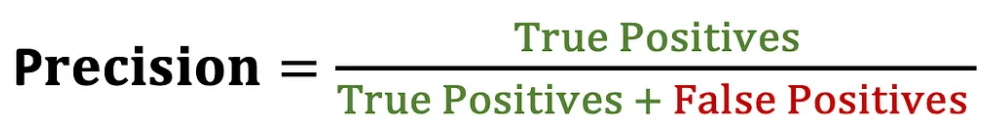 True Positives
Precision =
True Positives + False Positives